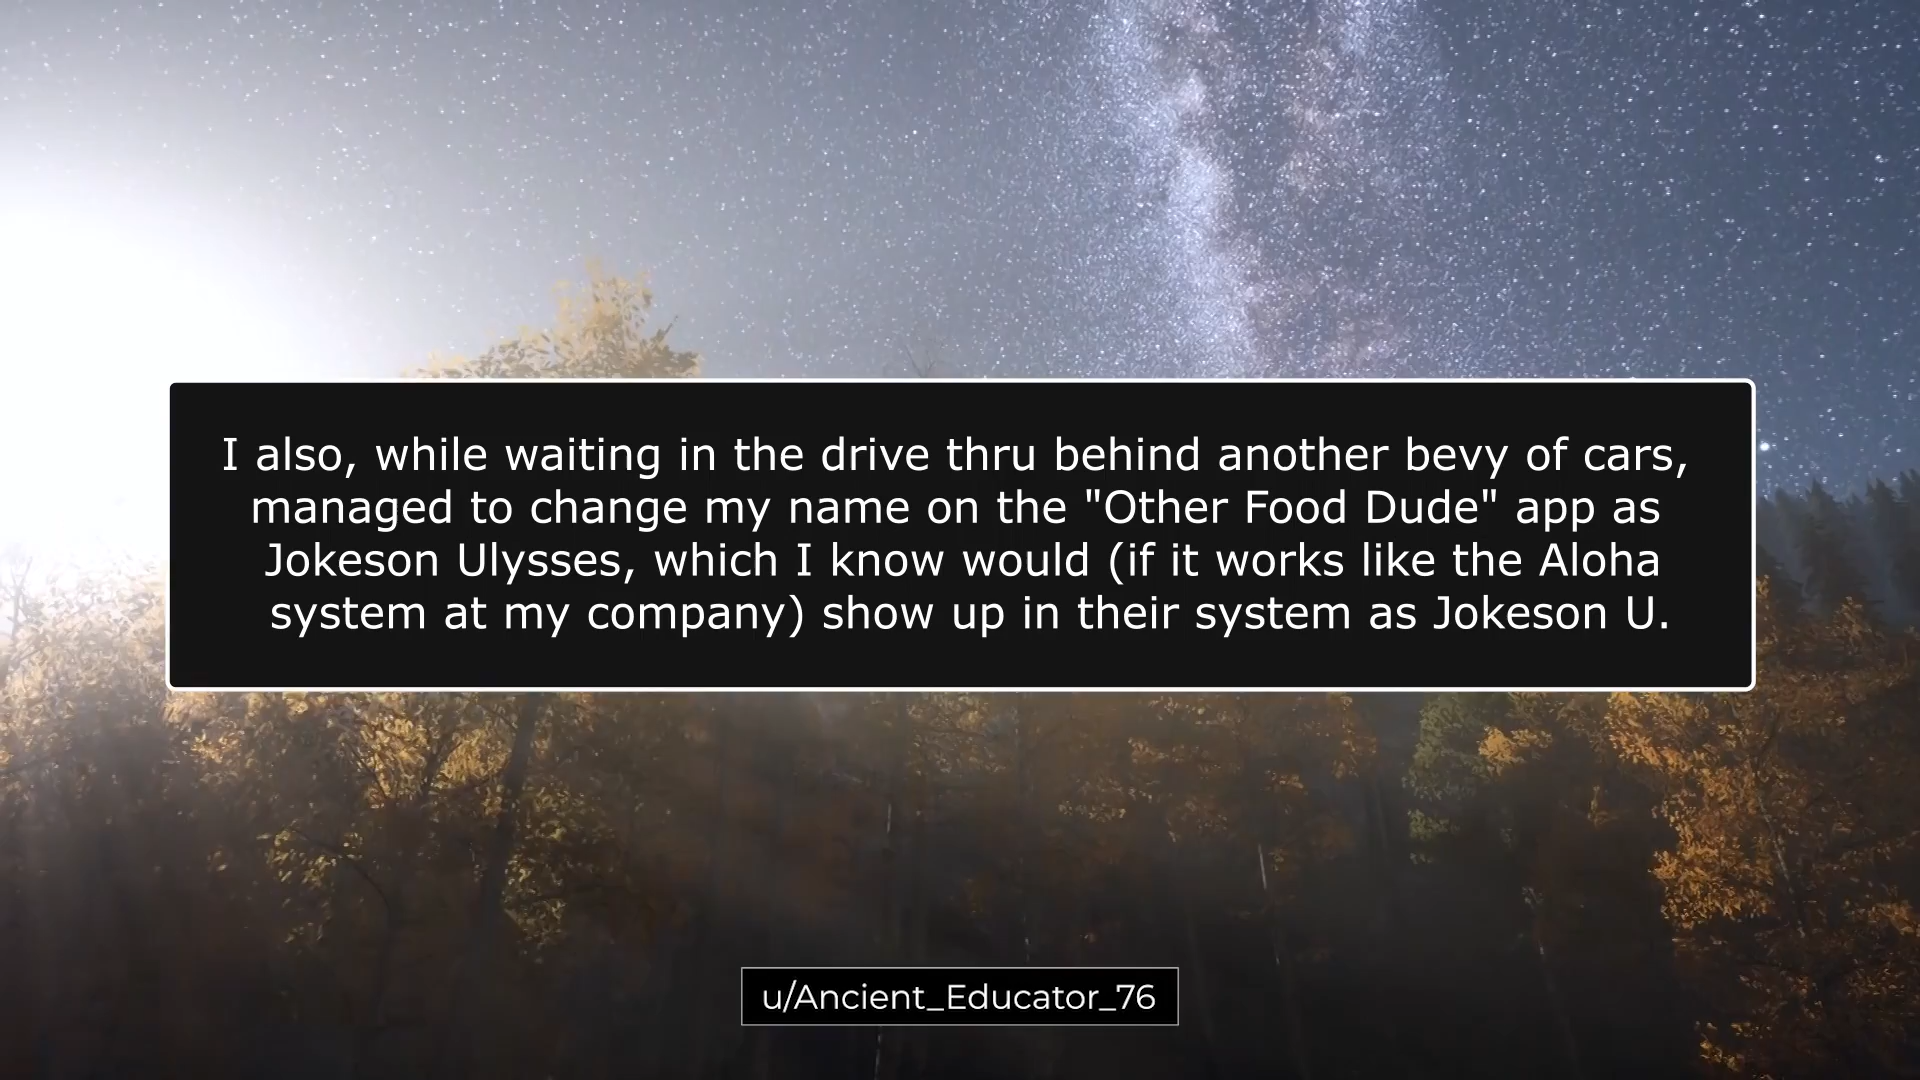 I also, while waiting in the drive thru behind another bevy of cars,
managed to change my name on the "Other Food Dude" app as
Jokeson Ulysses, which I know would (if it works like the Aloha
system at my company) show up in their system as Jokeson U.
u/Ancient_Educator_76